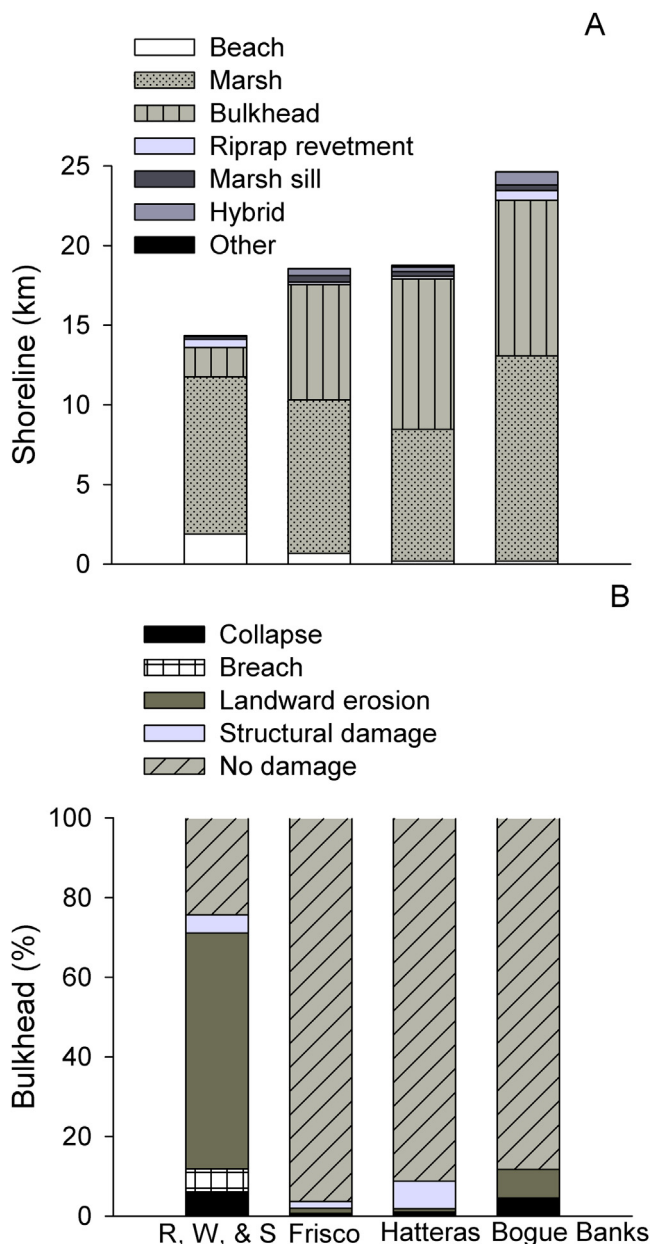 A
Beach
Marsh
Bulkhead
Riprap revetment
Marsh sill
Hybrid
Other
25
20
15
10
5
0
Shoreline (km)
B
Collapse
Breach
Landward erosion
Structural damage
No damage
100
80
60
40
20
0
Bulkhead (%)
R, W, & S Frisco Hatteras Bogue Banks